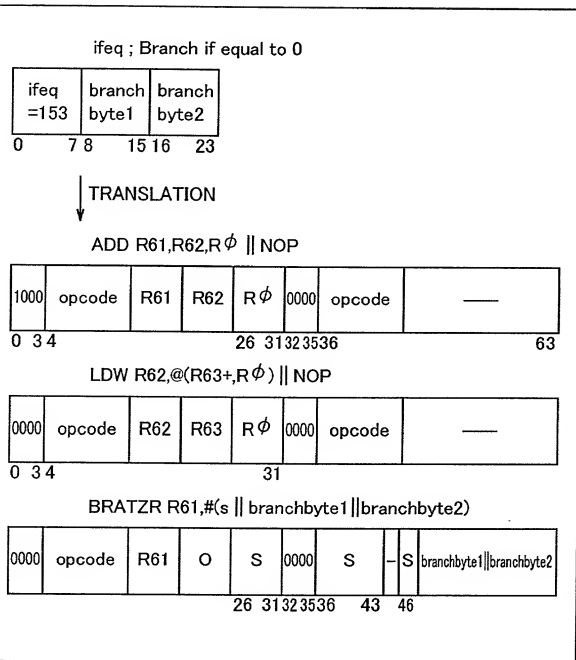 ifeq ; Branch if equal to 0
ifeq =153 branch byte1 branch byte2
0 7 8 15 16 23
TRANSLATION
ADD R61,R62,Rϕ || NOP
1000 opcode R61 R62 Rϕ 0000 opcode —
0 3 4 26 31 32 35 36 63
LDW R62,@(R63+,Rϕ) || NOP
0000 opcode R62 R63 Rϕ 0000 opcode —
0 3 4 31
BRATZR R61,#(s || branchbyte1||branchbyte2)
0000 opcode R61 O S 0000 S - S branchbyte1||branchbyte2
26 31 32 35 36 43 46